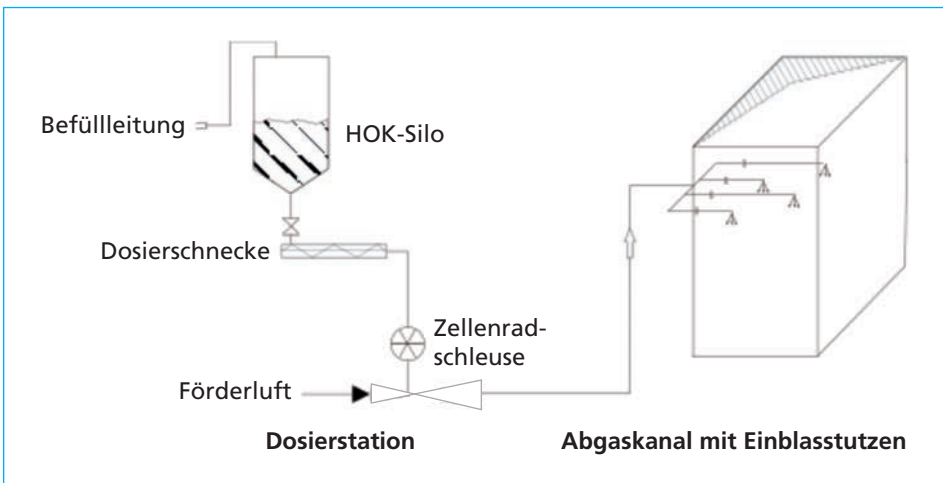 Befüllleitung
HOK-Silo
Dosierschnecke
Zellenrad-
schleuse
Förderluft
Dosierstation
Abgaskanal mit Einblasstutzen